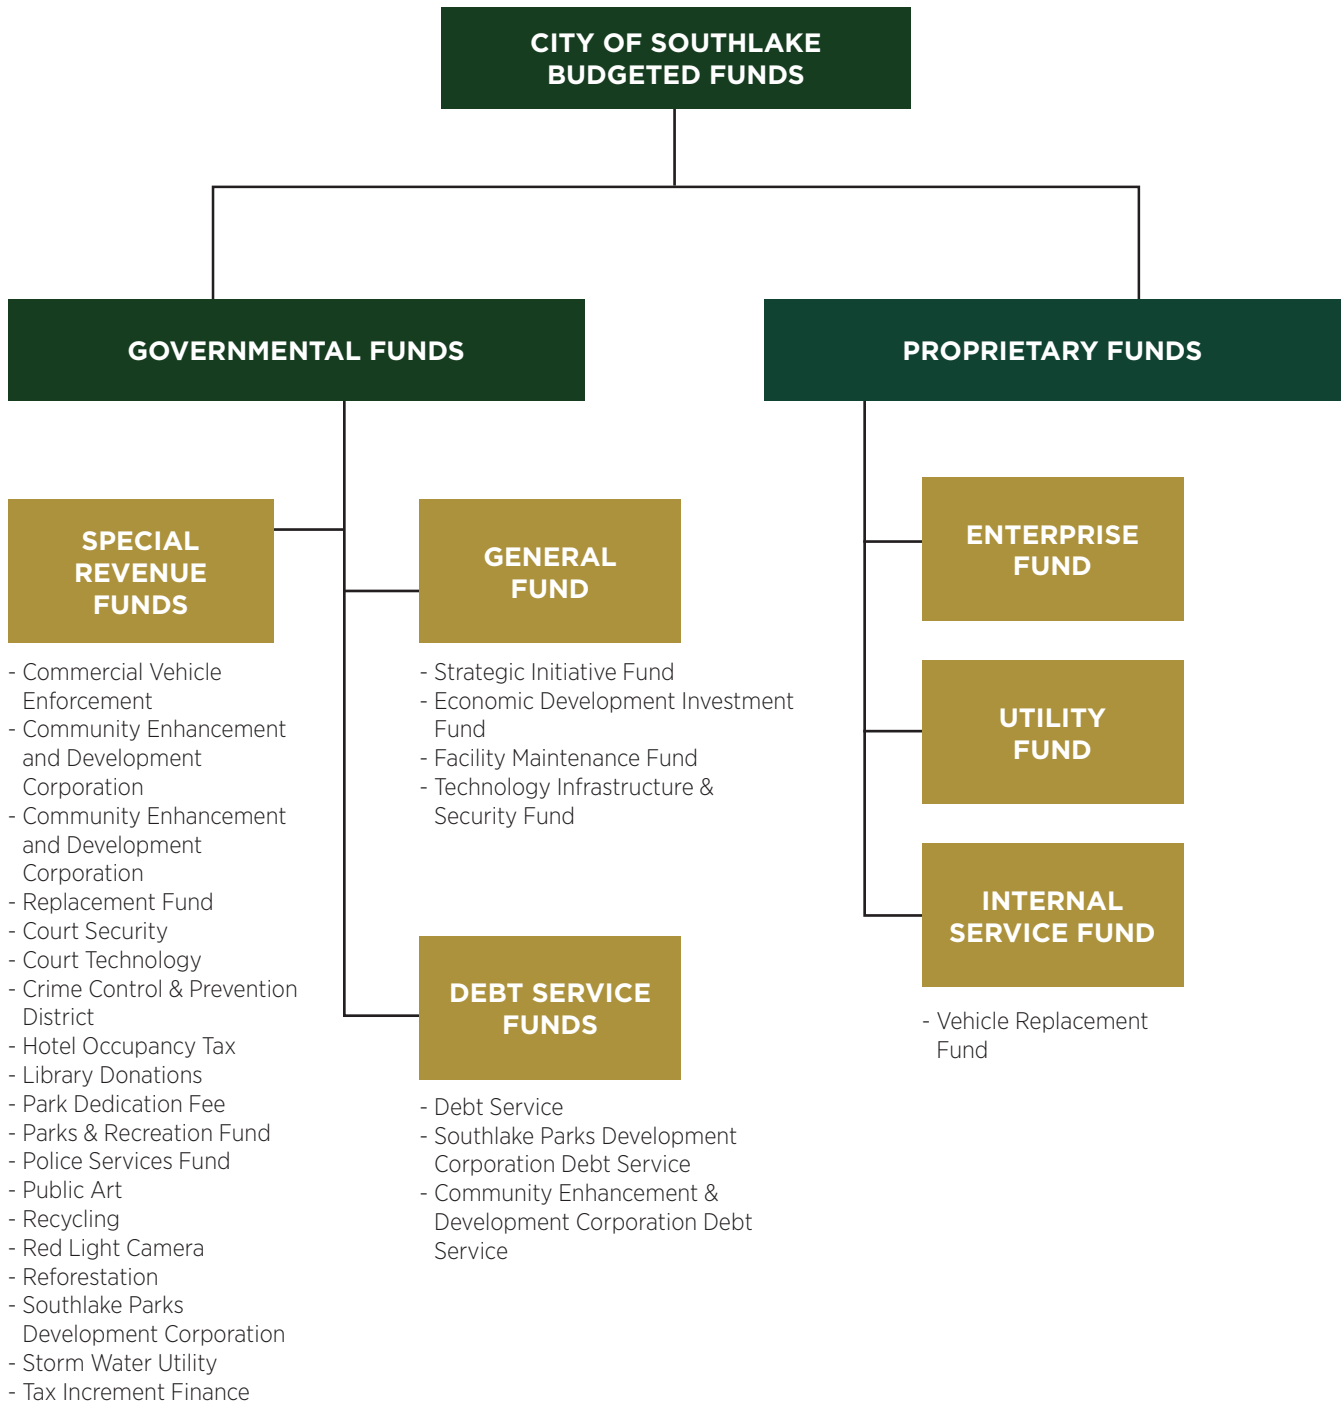 CITY OF SOUTHLAKE
BUDGETED FUNDS
GOVERNMENTAL FUNDS
PROPRIETARY FUNDS
SPECIAL
REVENUE
FUNDS
- Commercial Vehicle
Enforcement
- Community Enhancement
and Development
Corporation
- Community Enhancement
and Development
Corporation
- Replacement Fund
- Court Security
- Court Technology
- Crime Control & Prevention
District
- Hotel Occupancy Tax
- Library Donations
- Park Dedication Fee
- Parks & Recreation Fund
- Police Services Fund
- Public Art
- Recycling
- Red Light Camera
- Reforestation
- Southlake Parks
Development Corporation
- Storm Water Utility
- Tax Increment Finance
GENERAL
FUND
- Strategic Initiative Fund
- Economic Development Investment
Fund
- Facility Maintenance Fund
- Technology Infrastructure &
Security Fund
DEBT SERVICE
FUNDS
- Debt Service
- Southlake Parks Development
Corporation Debt Service
- Community Enhancement &
Development Corporation Debt
Service
ENTERPRISE
FUND
UTILITY
FUND
INTERNAL
SERVICE FUND
- Vehicle Replacement
Fund